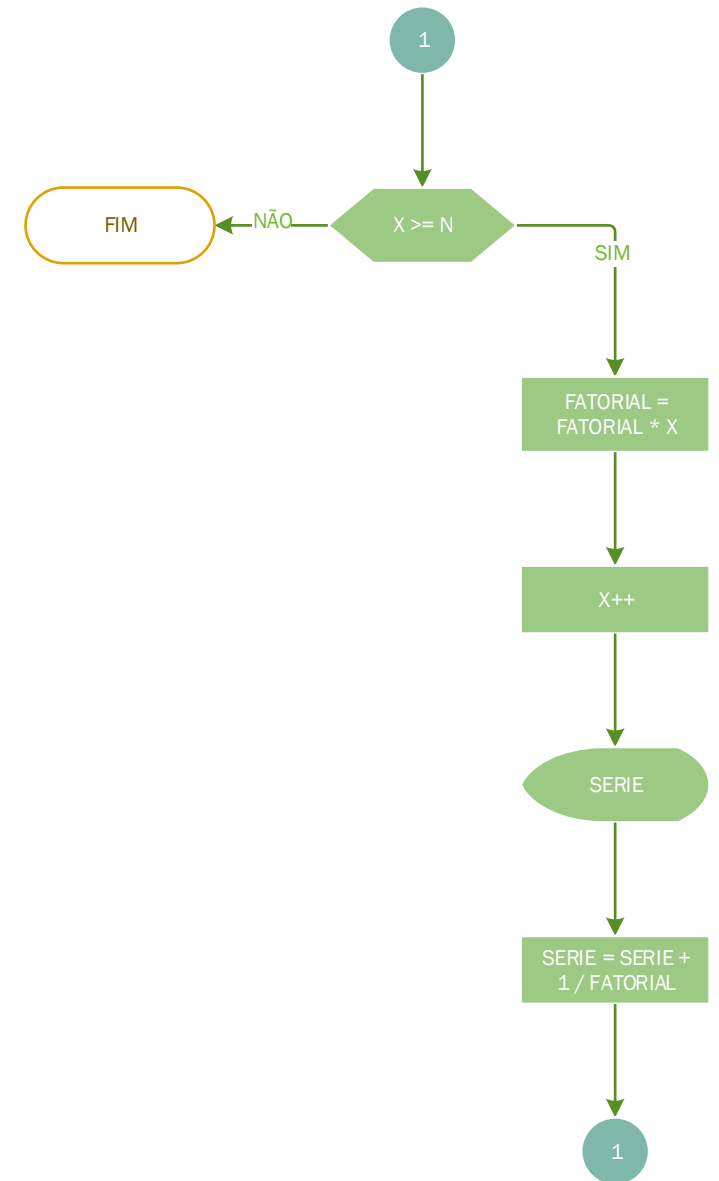 1
FIM
NÃO
X >= N
SIM
FATORIAL =
FATORIAL * X
X++
SERIE
SERIE = SERIE +
1 / FATORIAL
1